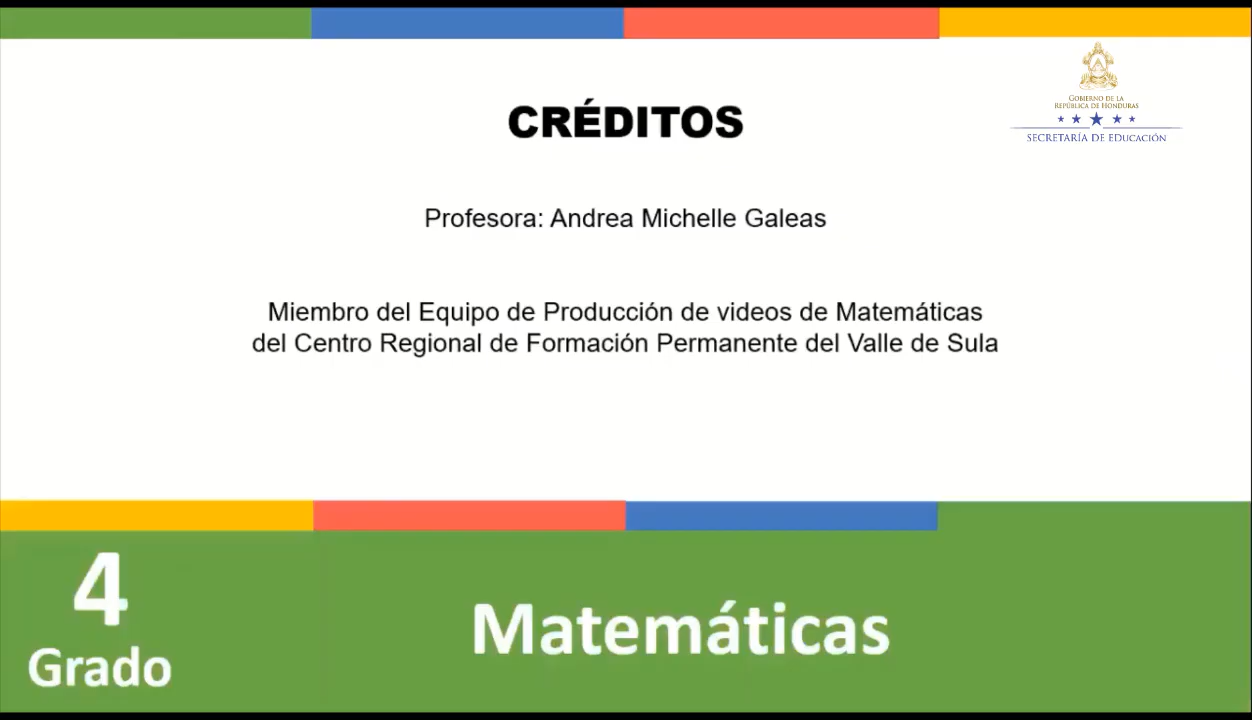 CRÉDITOS
GOBIERNO DE LA
REPÚBLICA DE HONDURAS
SECRETARÍA DE EDUCACIÓN
Profesora: Andrea Michelle Galeas
Miembro del Equipo de Producción de videos de Matemáticas
del Centro Regional de Formación Permanente del Valle de Sula
4
Grado
Matemáticas